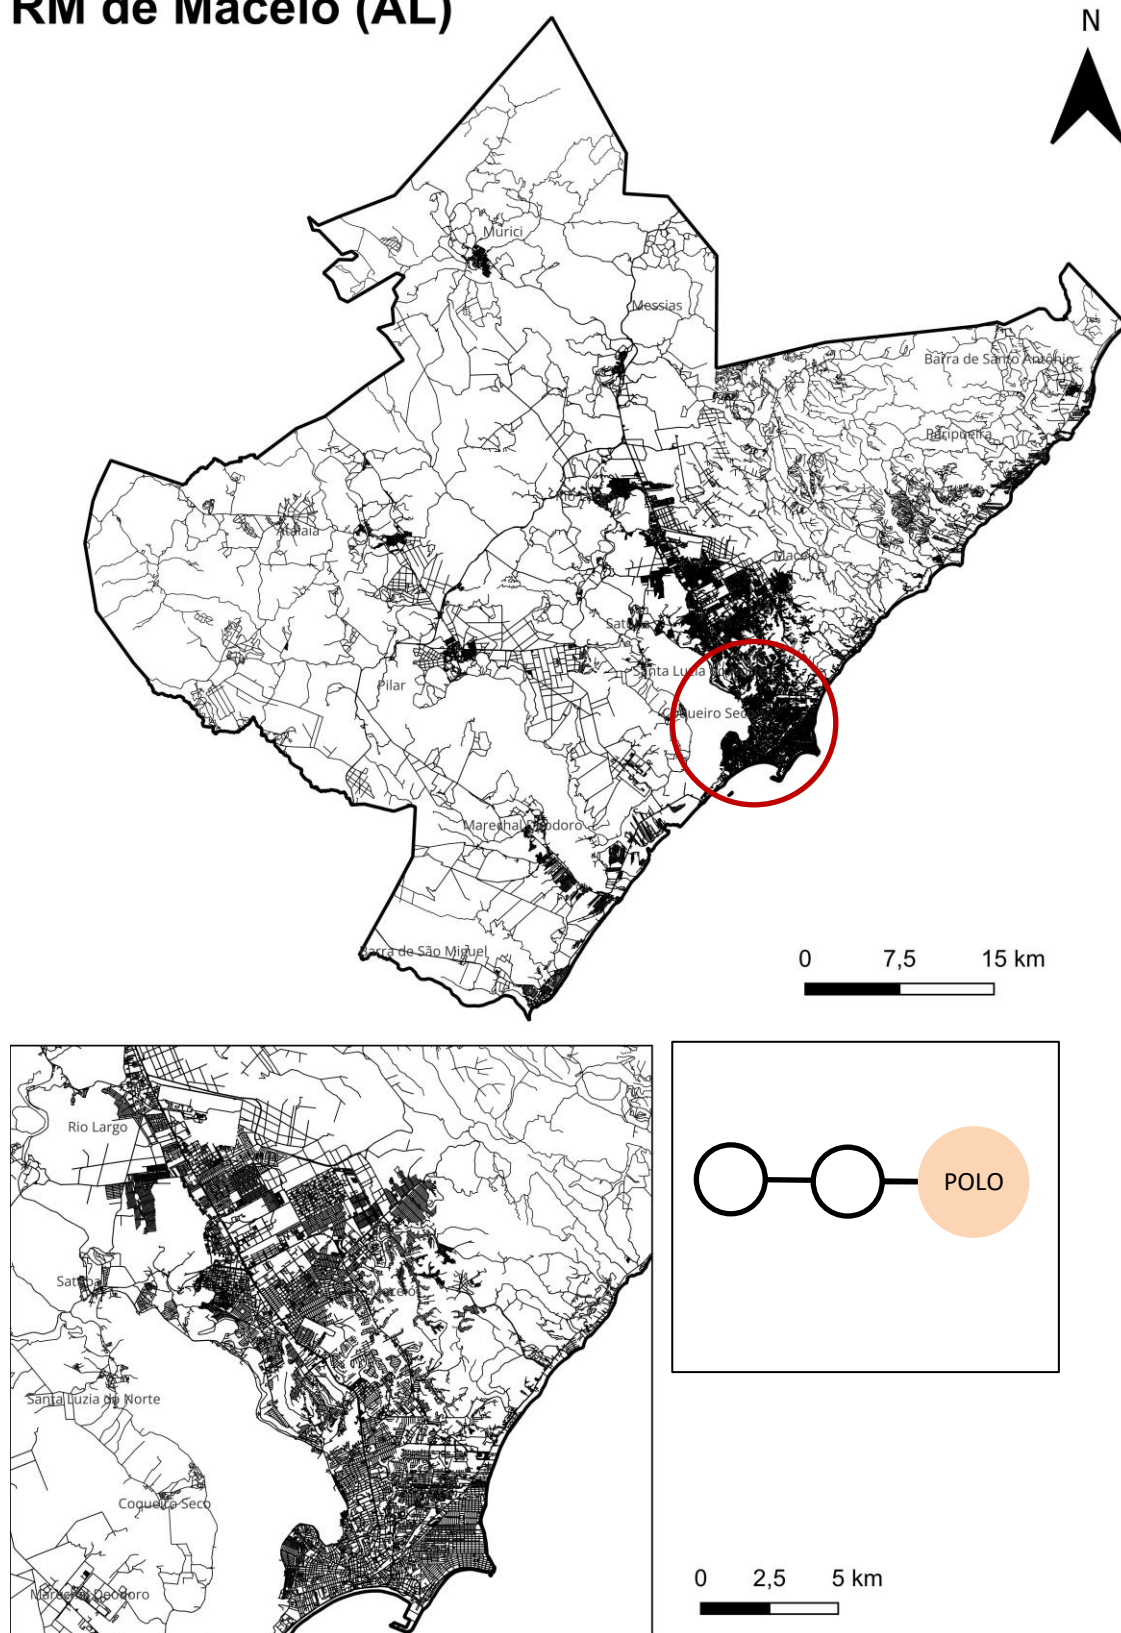 RM de Maceió (AL)
N
Murici
Messias
Barra de Santo Antônio
Paripueira
Rio
Atalaia
Maceió
Satuba
Santa Luzia
Pilar
Coqueiro Seco
Marechal Deodoro
Barra de São Miguel
0 7,5 15 km
Rio Largo
POLO
Satuba
Maceió
Santa Luzia do Norte
Coqueiro Seco
Marechal Deodoro
0 2,5 5 km